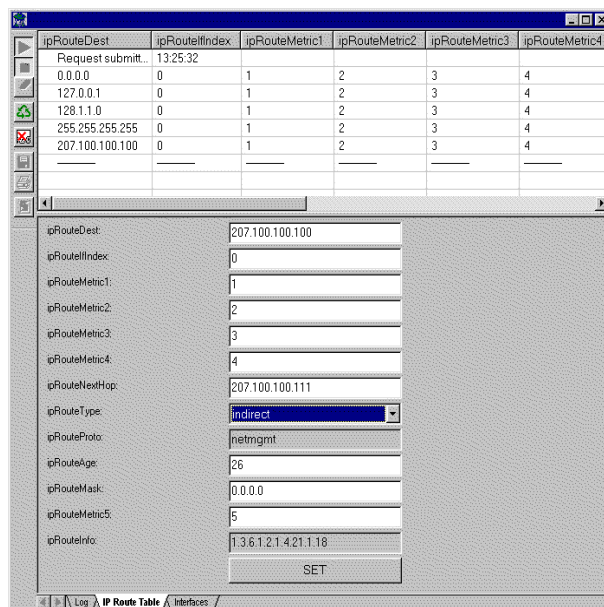 ipRouteDest ipRouteIfIndex ipRouteMetric1 ipRouteMetric2 ipRouteMetric3 ipRouteMetric4
Request submitt... 13:25:32
0.0.0.0 0 1 2 3 4
127.0.0.1 0 1 2 3 4
128.1.1.0 0 1 2 3 4
255.255.255.255 0 1 2 3 4
207.100.100.100 0 1 2 3 4
ipRouteDest: 207.100.100.100
ipRouteIfIndex: 0
ipRouteMetric1: 1
ipRouteMetric2: 2
ipRouteMetric3: 3
ipRouteMetric4: 4
ipRouteNextHop: 207.100.100.111
ipRouteType: indirect
ipRouteProto: netmgmt
ipRouteAge: 26
ipRouteMask: 0.0.0.0
ipRouteMetric5: 5
ipRouteInfo: 1.3.6.1.2.1.4.21.1.18
SET
Log IP Route Table Interfaces